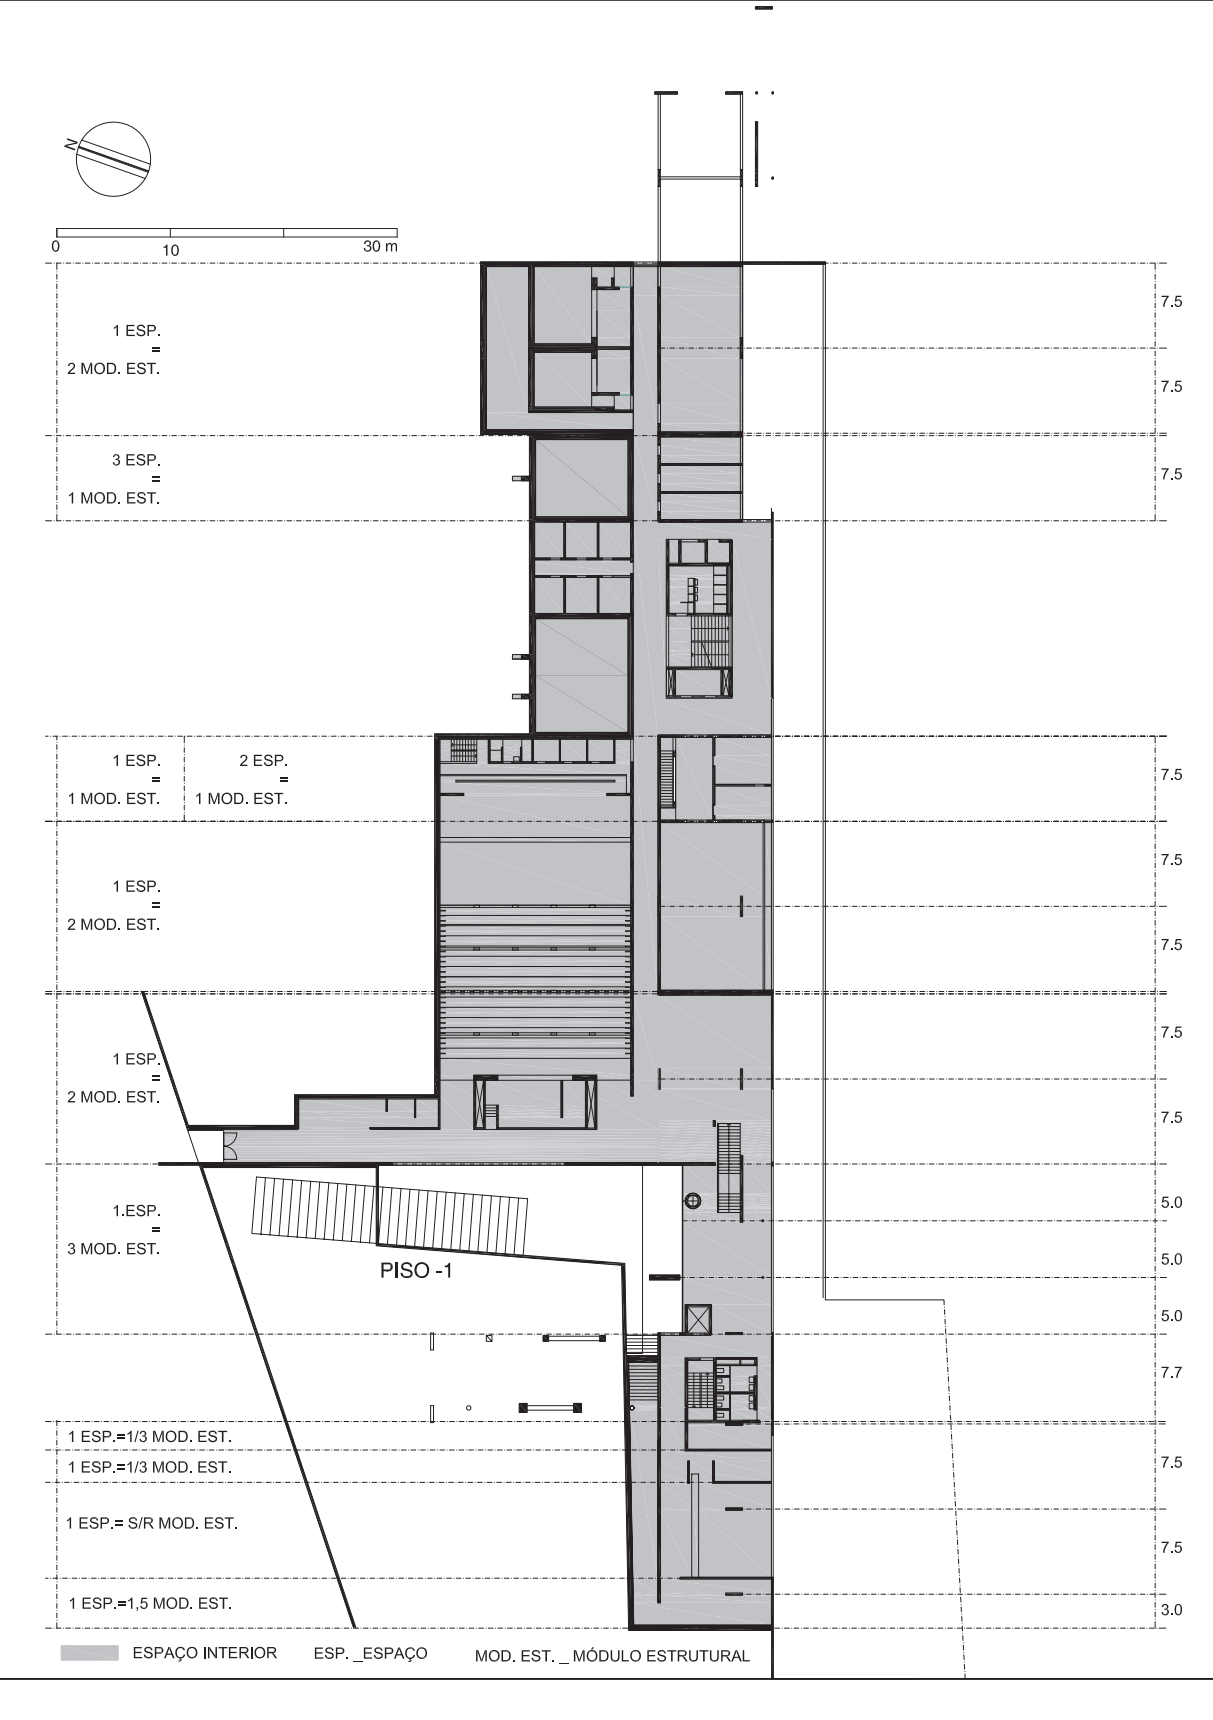 N
0
10
30 m
1 ESP.
=
2 MOD. EST.
7.5
7.5
3 ESP.
=
1 MOD. EST.
7.5
1 ESP.
=
1 MOD. EST.
2 ESP.
=
1 MOD. EST.
7.5
1 ESP.
=
2 MOD. EST.
7.5
7.5
1 ESP.
=
2 MOD. EST.
7.5
7.5
1.ESP.
=
3 MOD. EST.
5.0
5.0
5.0
PISO -1
7.7
1 ESP.=1/3 MOD. EST.
1 ESP.=1/3 MOD. EST.
7.5
1 ESP.= S/R MOD. EST.
7.5
1 ESP.=1,5 MOD. EST.
3.0
ESPAÇO INTERIOR ESP. _ESPAÇO MOD. EST. _ MÓDULO ESTRUTURAL